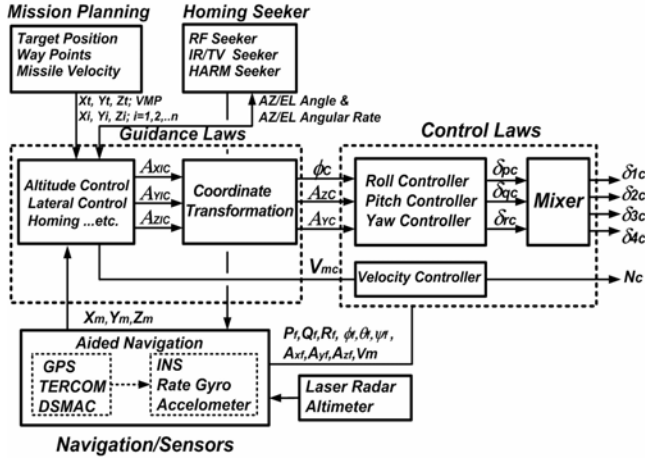 Mission Planning
Homing Seeker
Target Position
Way Points
Missile Velocity
RF Seeker
IR/TV Seeker
HARM Seeker
Xt, Yt, Zt; VMP
Xi, Yi, Zi; i=1,2,..n
AZ/EL Angle &
AZ/EL Angular Rate
Guidance Laws
Control Laws
Altitude Control
Lateral Control
Homing ...etc.
AXIC
AYIC
AZIC
Coordinate
Transformation
ϕc
AZC
AYC
Roll Controller
Pitch Controller
Yaw Controller
δpc
δqc
δrc
Mixer
δ1c
δ2c
δ3c
δ4c
Vmc
Velocity Controller
Nc
Xm,Ym,Zm
Aided Navigation
GPS
TERCOM
DSMAC
INS
Rate Gyro
Accelometer
Pf,Qf,Rf, ϕf,θf,ψf,
Axf,Ayf,Azf,Vm
Laser Radar
Altimeter
Navigation/Sensors